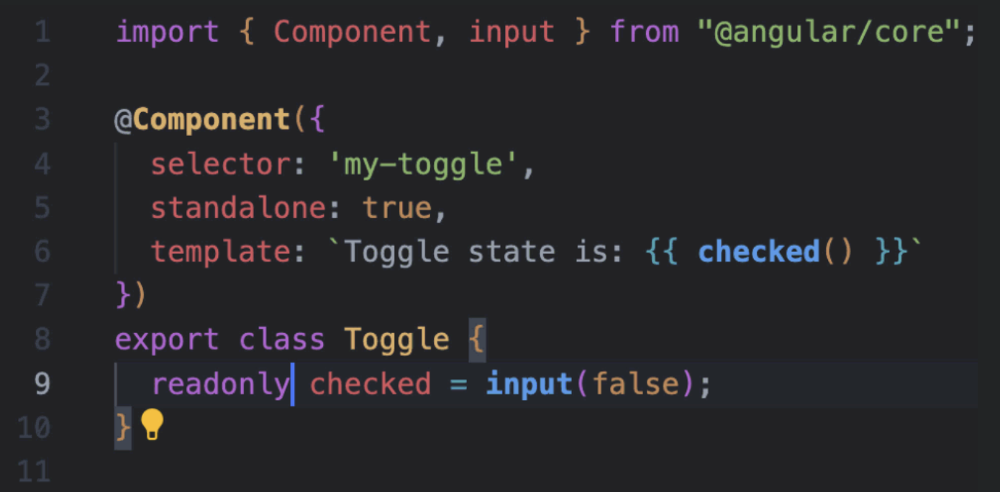 1 import { Component, input } from "@angular/core";
2
3 @Component({
4   selector: 'my-toggle',
5   standalone: true,
6   template: `Toggle state is: {{ checked() }}`
7 })
8 export class Toggle {
9   readonly checked = input(false);
10 }
11